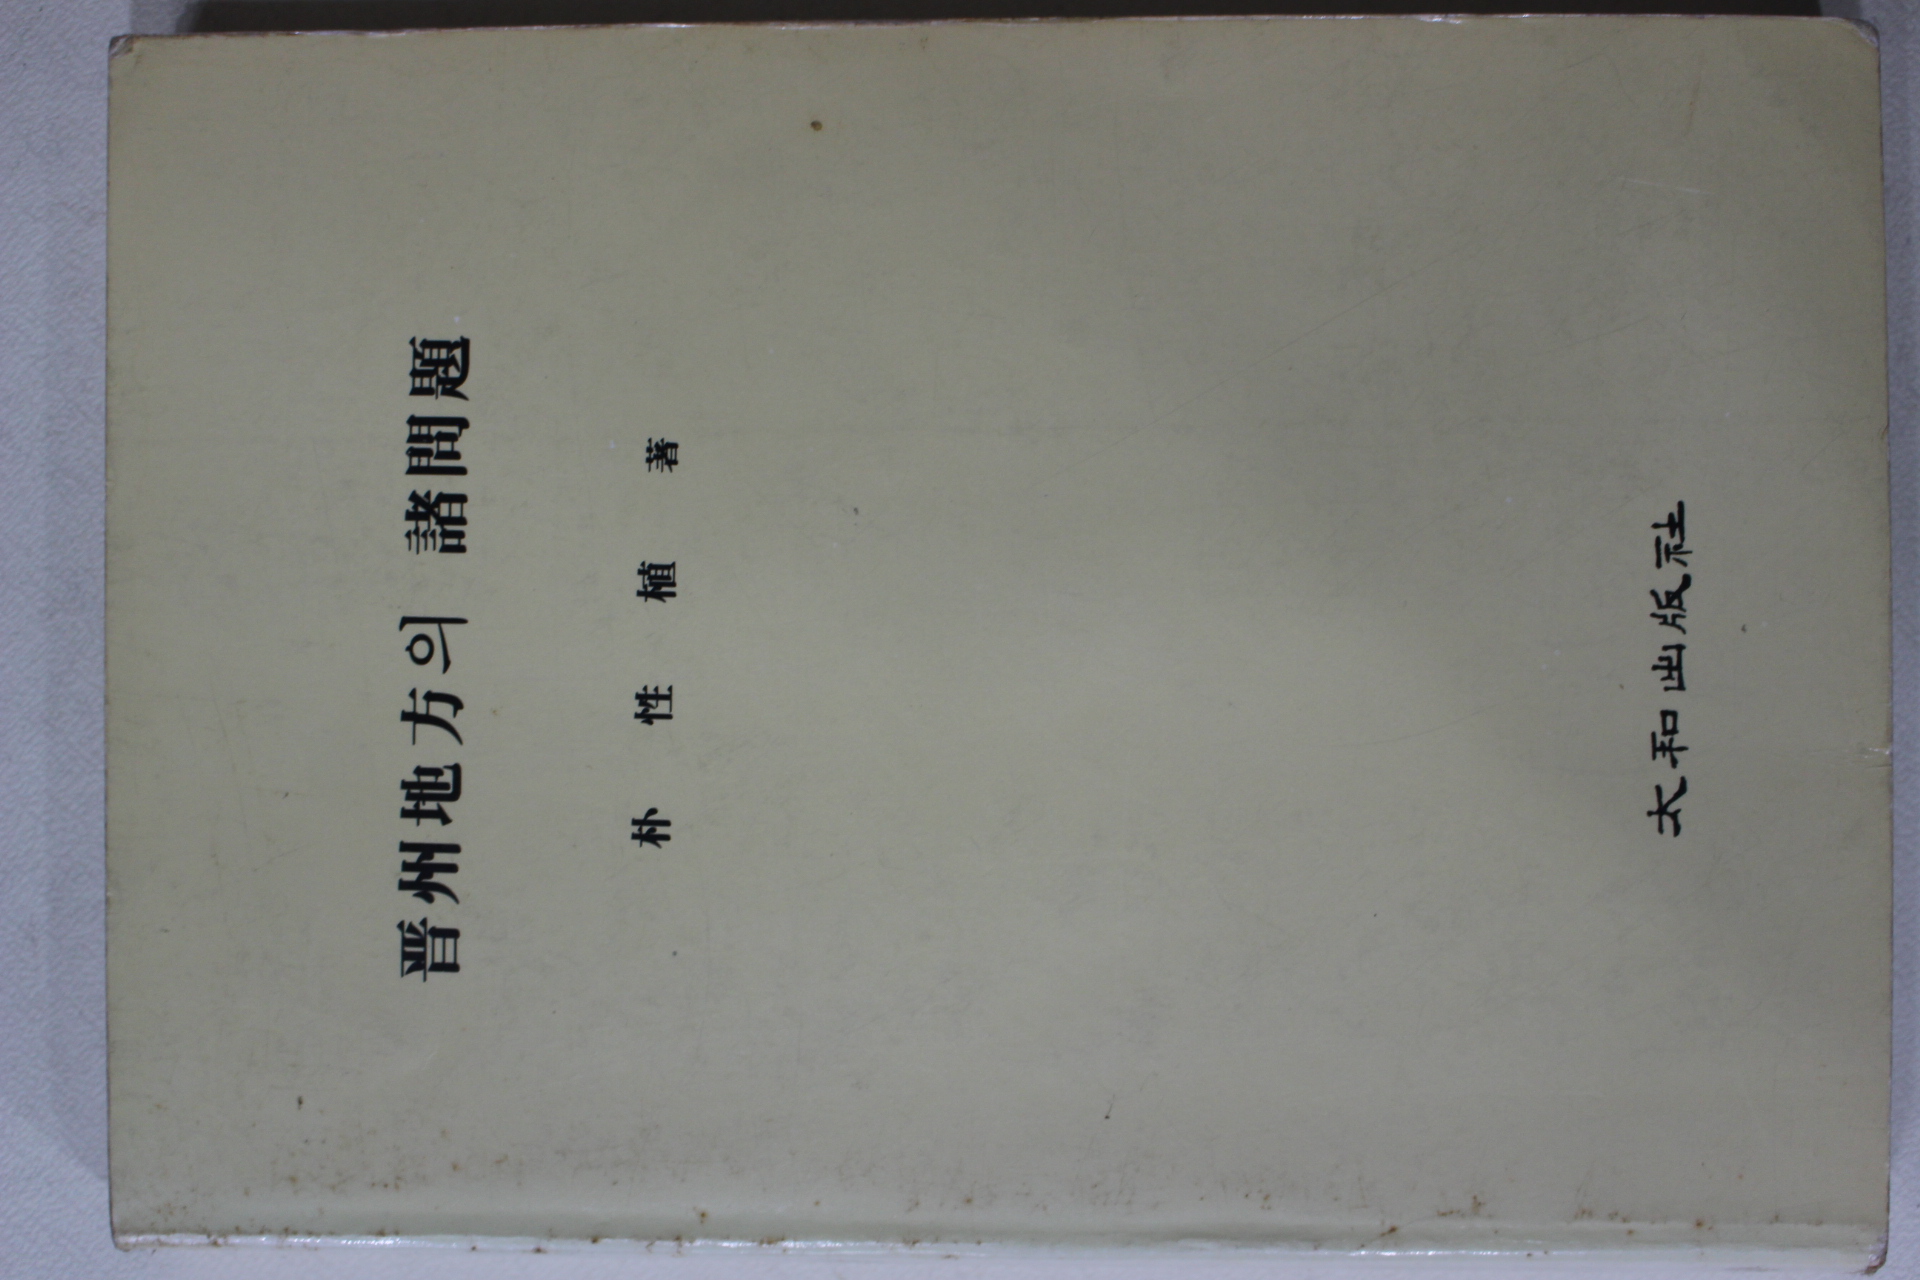 晋州地方의 諸問題
朴性植 著
太和出版社